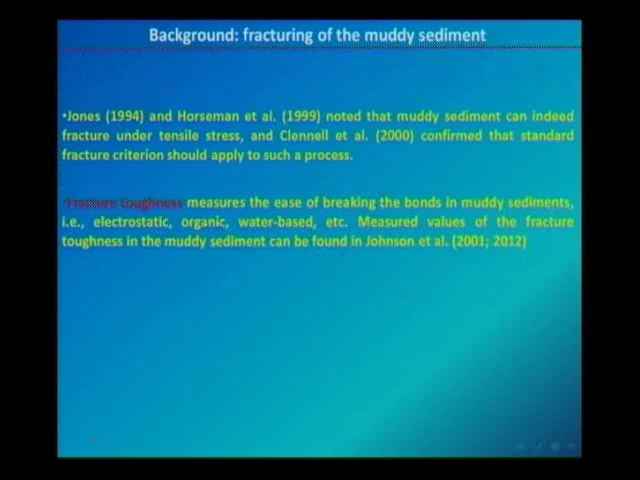 Background: fracturing of the muddy sediment
•Jones (1994) and Horseman et al. (1999) noted that muddy sediment can indeed
fracture under tensile stress, and Clennell et al. (2000) confirmed that standard
fracture criterion should apply to such a process.
•Fracture toughness measures the ease of breaking the bonds in muddy sediments,
i.e., electrostatic, organic, water-based, etc. Measured values of the fracture
toughness in the muddy sediment can be found in Johnson et al. (2001; 2012)